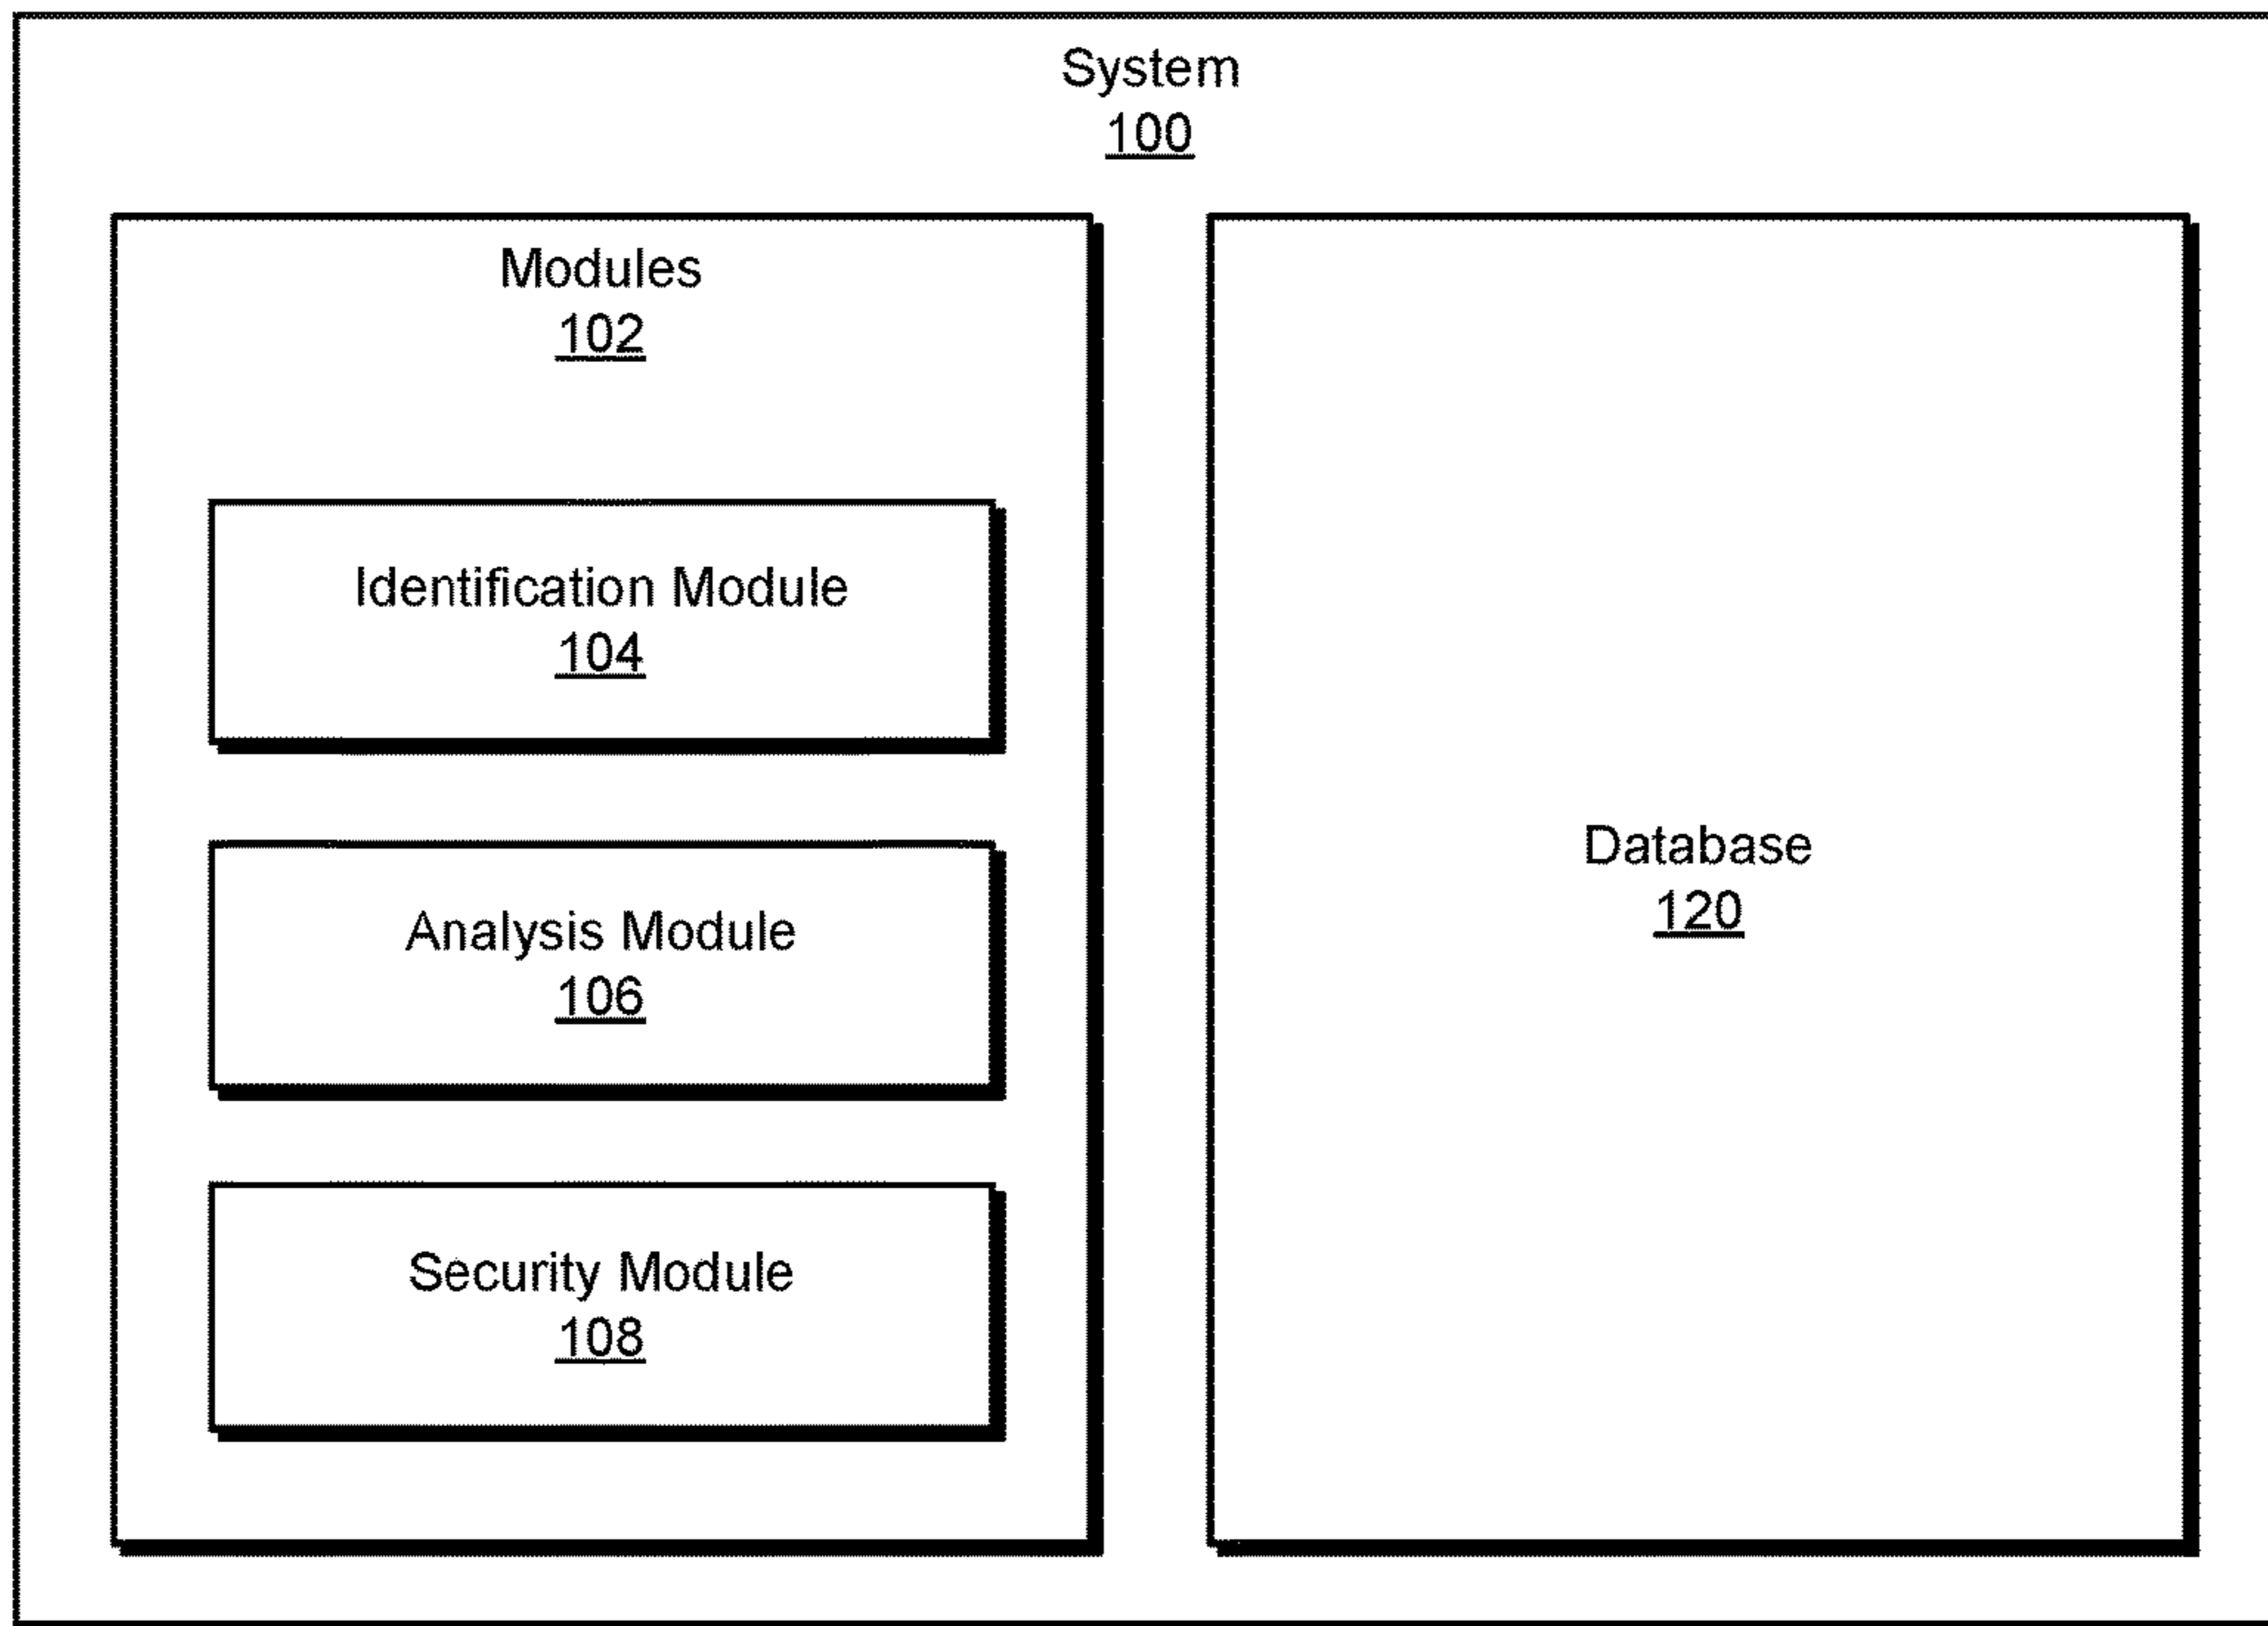 System
100
Modules
102
Identification Module
104
Analysis Module
106
Security Module
108
Database
120